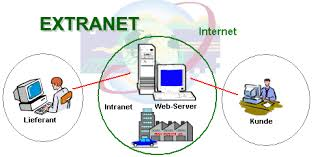 EXTRANET
Internet
Intranet
Web-Server
Lieferant
Kunde